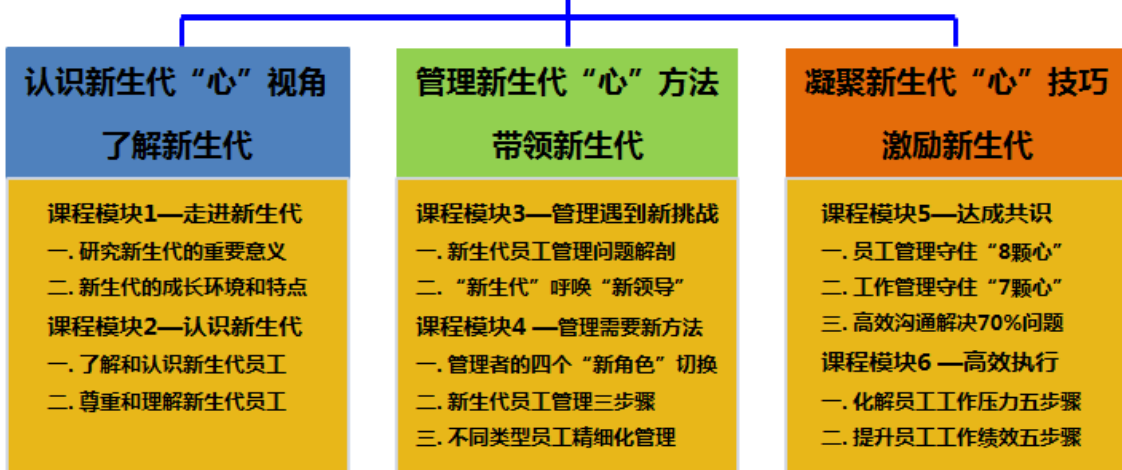 认识新生代“心”视角
了解新生代
课程模块1—走进新生代
一. 研究新生代的重要意义
二. 新生代的成长环境和特点
课程模块2—认识新生代
一. 了解和认识新生代员工
二. 尊重和理解新生代员工
管理新生代“心”方法
带领新生代
课程模块3—管理遇到新挑战
一. 新生代员工管理问题解剖
二. “新生代”呼唤“新领导”
课程模块4 —管理需要新方法
一. 管理者的四个“新角色”切换
二. 新生代员工管理三步骤
三. 不同类型员工精细化管理
凝聚新生代“心”技巧
激励新生代
课程模块5—达成共识
一. 员工管理守住“8颗心”
二. 工作管理守住“7颗心”
三. 高效沟通解决70%问题
课程模块6 —高效执行
一. 化解员工工作压力五步骤
二. 提升员工工作绩效五步骤